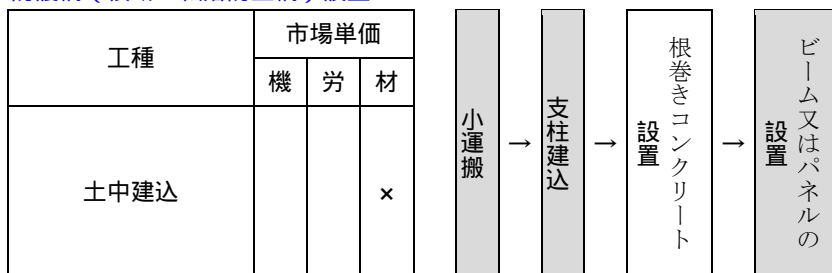 工種
市場単価
機 労 材
土中建込
×
小運搬
→
支柱建込
→
根巻きコンクリート
設置
→
ビーム又はパネルの
設置